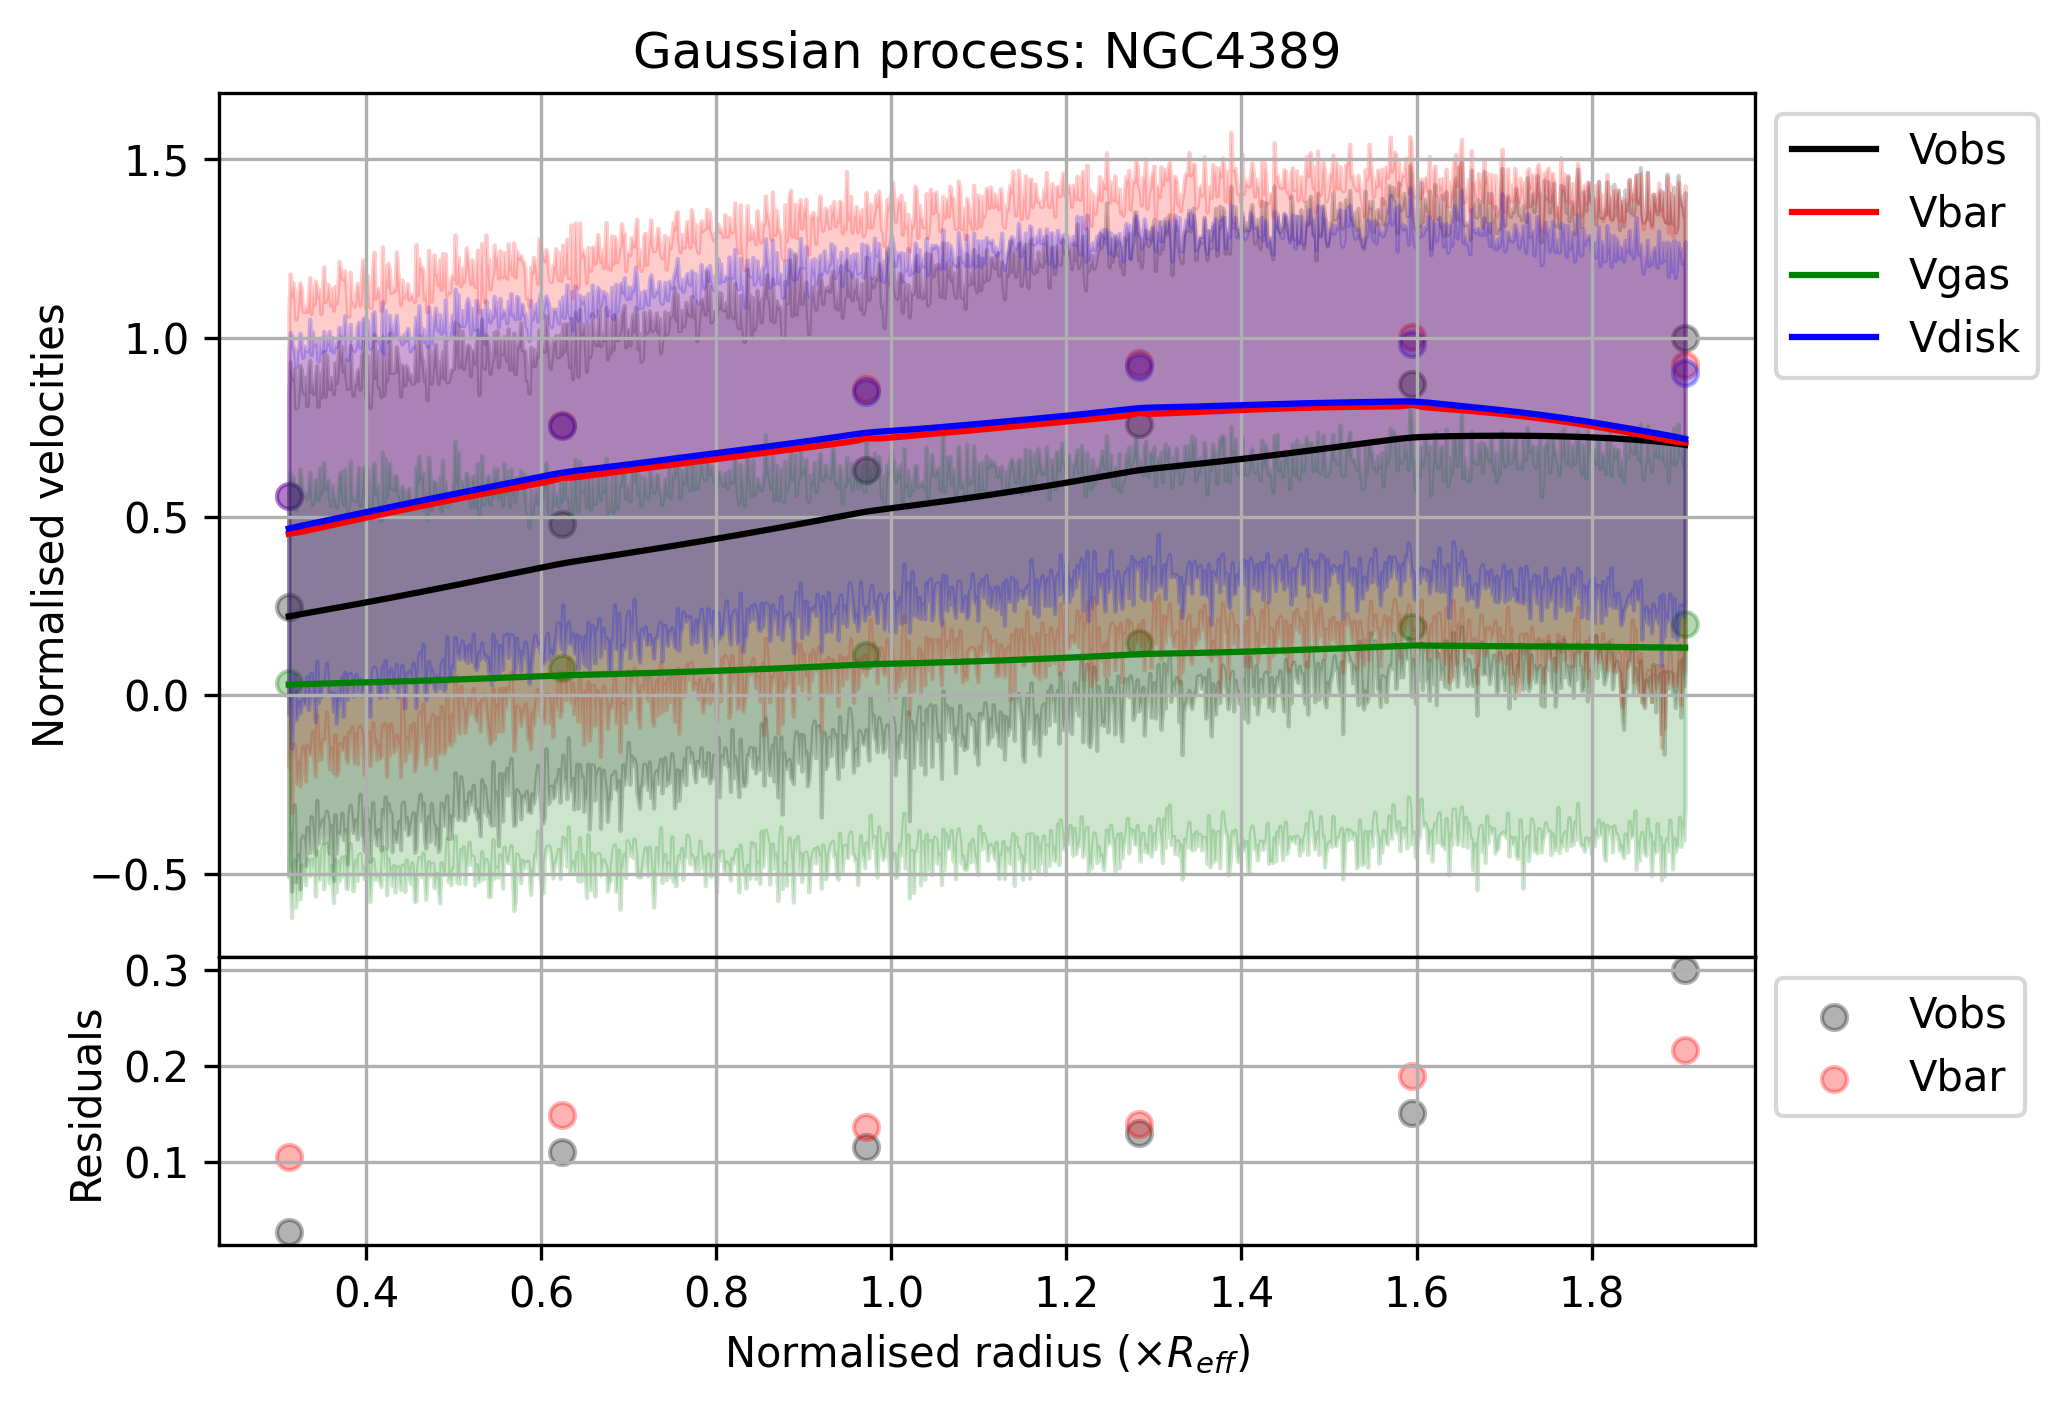 Gaussian process: NGC4389
Normalised velocities
1.5
1.0
0.5
0.0
−0.5
Vobs
Vbar
Vgas
Vdisk
Residuals
0.3
0.2
0.1
Vobs
Vbar
0.4 0.6 0.8 1.0 1.2 1.4 1.6 1.8
Normalised radius (×R_eff)